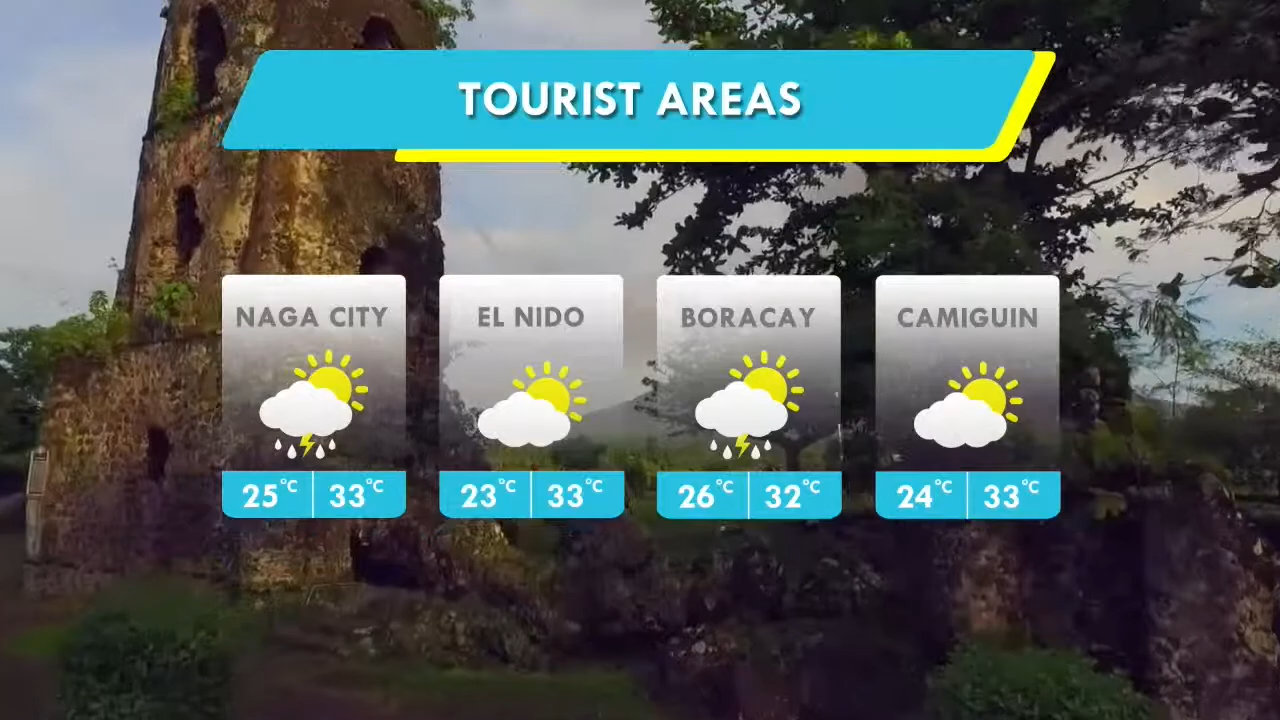 TOURIST AREAS
NAGA CITY
25°C 33°C
EL NIDO
23°C 33°C
BORACAY
26°C 32°C
CAMIGUIN
24°C 33°C